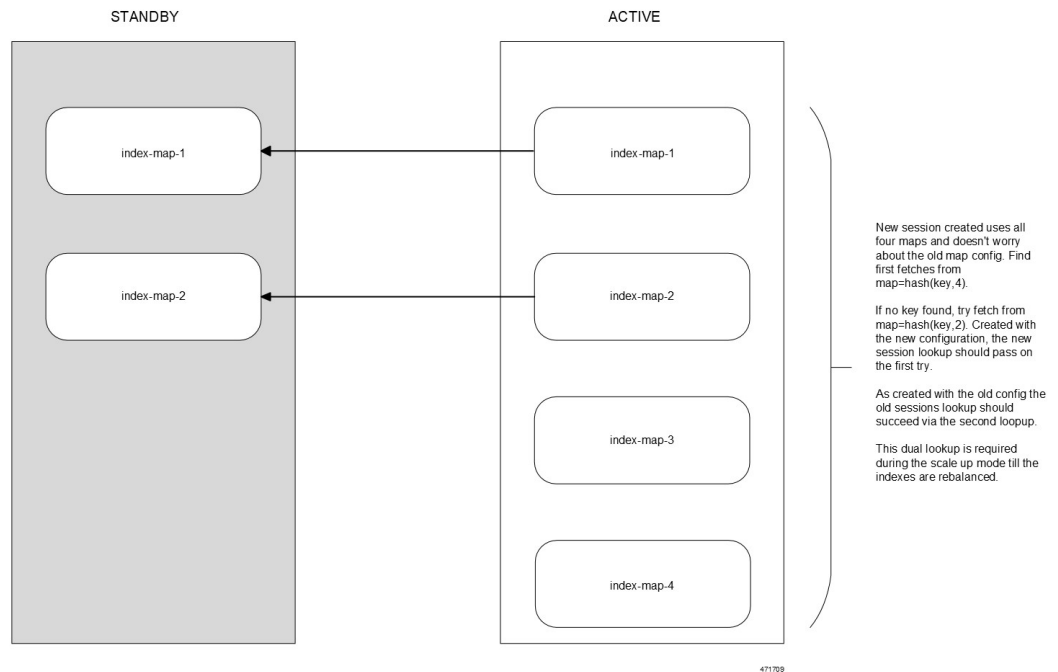 STANDBY
ACTIVE
index-map-1
index-map-1
index-map-2
index-map-2
index-map-3
index-map-4
New session created uses all
four maps and doesn't worry
about the old map config. Find
first fetches from
map=hash(key,4).
If no key found, try fetch from
map=hash(key,2). Created with
the new configuration, the new
session lookup should pass on
the first try.
As created with the old config the
old sessions lookup should
succeed via the second loopup.
This dual lookup is required
during the scale up mode till the
indexes are rebalanced.
471709